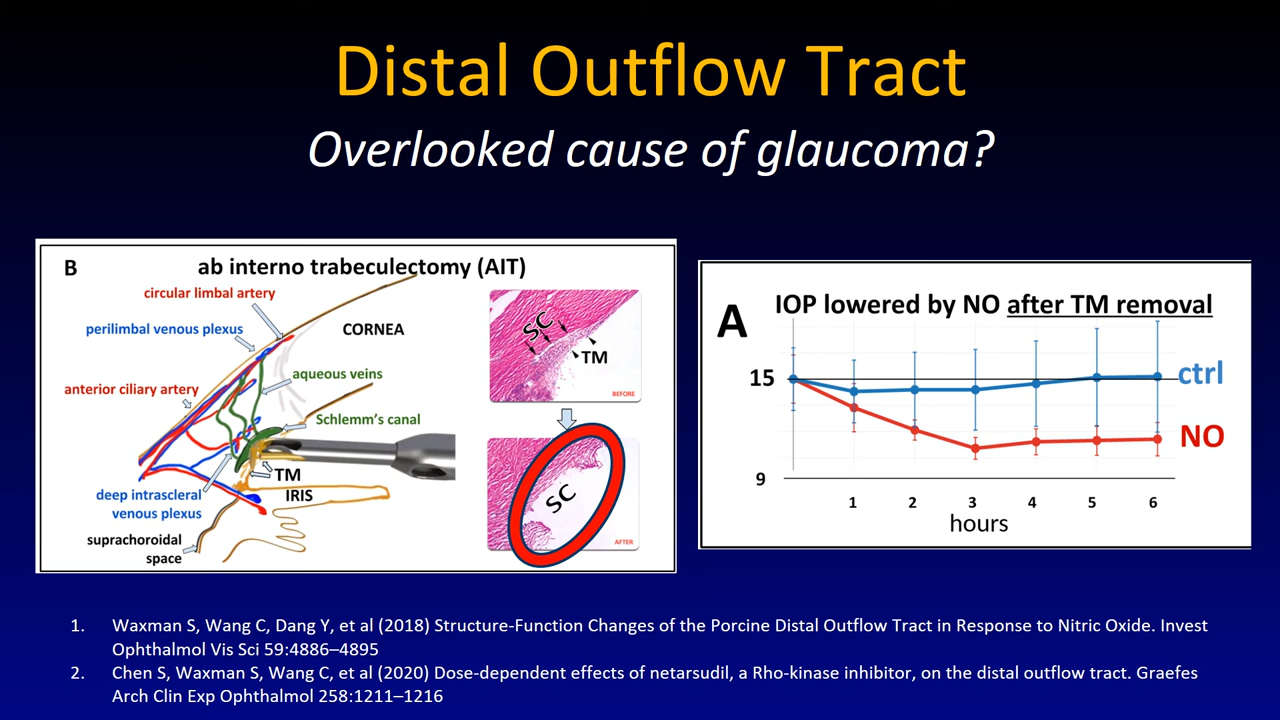 Distal Outflow Tract
Overlooked cause of glaucoma?
B
ab interno trabeculectomy (AIT)
circular limbal artery
perilimbal venous plexus
CORNEA
anterior ciliary artery
aqueous veins
Schlemm's canal
TM
IRIS
deep intrascleral
venous plexus
suprachoroidal
space
SC
TM
BEFORE
SC
AFTER
A
IOP lowered by NO after TM removal
15
ctrl
NO
9
1 2 3 4 5 6
hours
1. Waxman S, Wang C, Dang Y, et al (2018) Structure-Function Changes of the Porcine Distal Outflow Tract in Response to Nitric Oxide. Invest
Ophthalmol Vis Sci 59:4886–4895
2. Chen S, Waxman S, Wang C, et al (2020) Dose-dependent effects of netarsudil, a Rho-kinase inhibitor, on the distal outflow tract. Graefes
Arch Clin Exp Ophthalmol 258:1211–1216